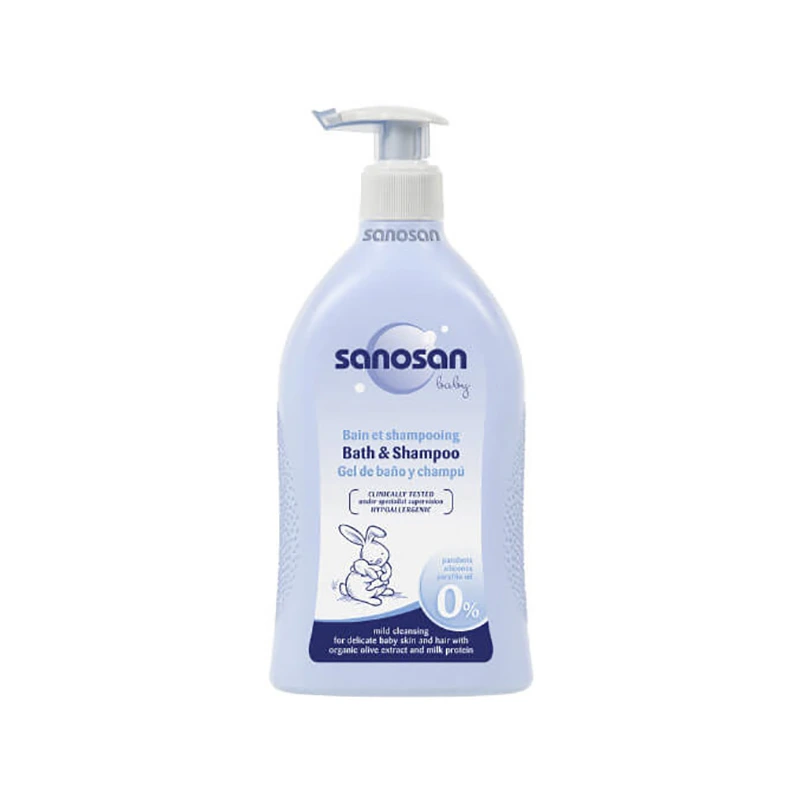 sanosan
sanosan
baby
Bain et shampooing
Bath & Shampoo
Gel de baño y champú
CLINICALLY TESTED
under specialist supervision
HYPOALLERGENIC
parabens
silicones
paraffin oil
0%
mild cleansing
for delicate baby skin and hair with
organic olive extract and milk protein